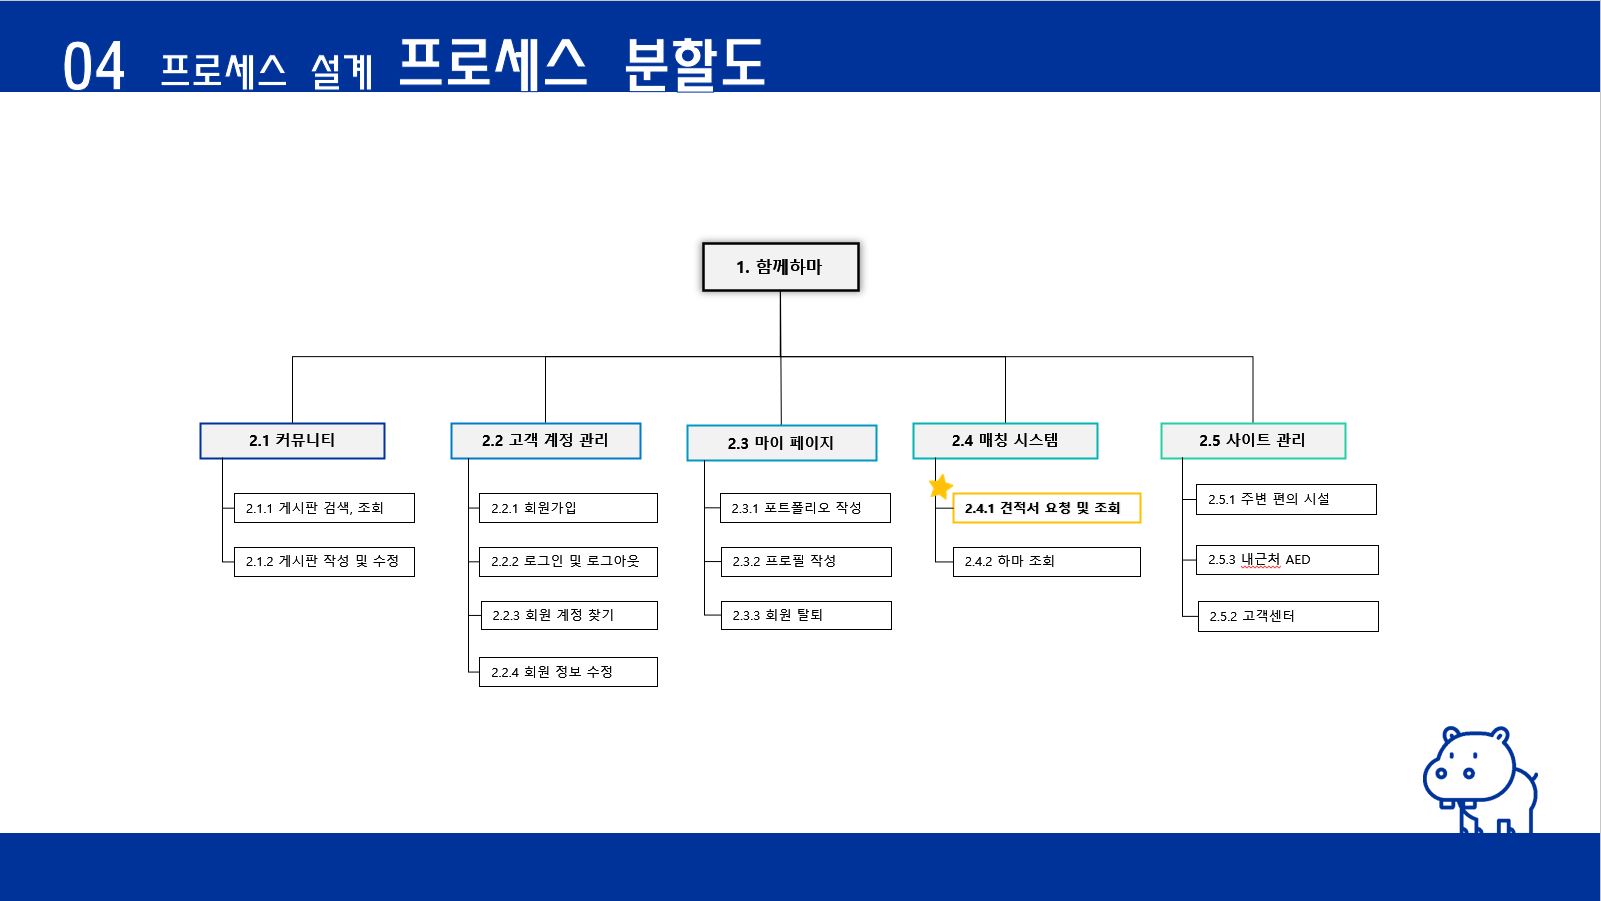 04 프로세스 설계 프로세스 분할도
1. 함께하마
2.1 커뮤니티
2.1.1 게시판 검색, 조회
2.1.2 게시판 작성 및 수정
2.2 고객 계정 관리
2.2.1 회원가입
2.2.2 로그인 및 로그아웃
2.2.3 회원 계정 찾기
2.2.4 회원 정보 수정
2.3 마이 페이지
2.3.1 포트폴리오 작성
2.3.2 프로필 작성
2.3.3 회원 탈퇴
2.4 매칭 시스템
2.4.1 견적서 요청 및 조회
2.4.2 하마 조회
2.5 사이트 관리
2.5.1 주변 편의 시설
2.5.3 내근처 AED
2.5.2 고객센터